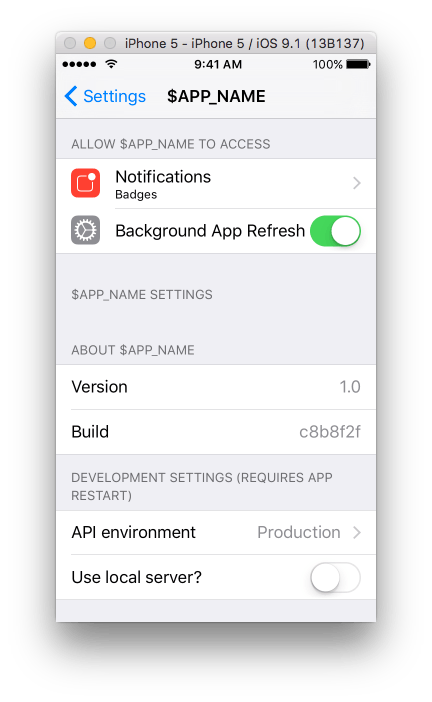 iPhone 5 - iPhone 5 / iOS 9.1 (13B137)
9:41 AM 100%
Settings $APP_NAME
ALLOW $APP_NAME TO ACCESS
Notifications
Badges
Background App Refresh
$APP_NAME SETTINGS
ABOUT $APP_NAME
Version 1.0
Build c8b8f2f
DEVELOPMENT SETTINGS (REQUIRES APP
RESTART)
API environment Production
Use local server?